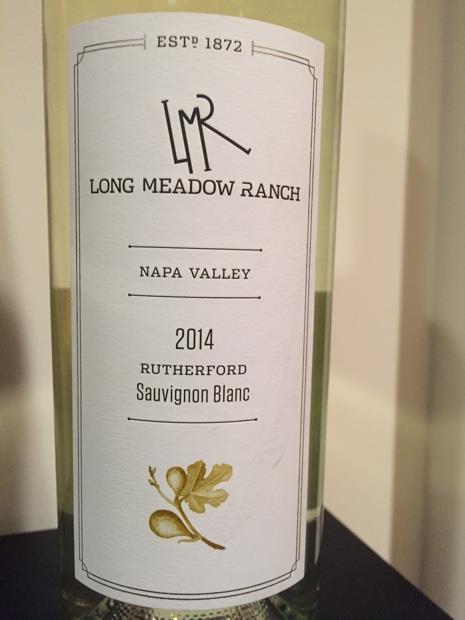 ESTD 1872
LMR
LONG MEADOW RANCH
NAPA VALLEY
2014
RUTHERFORD
Sauvignon Blanc